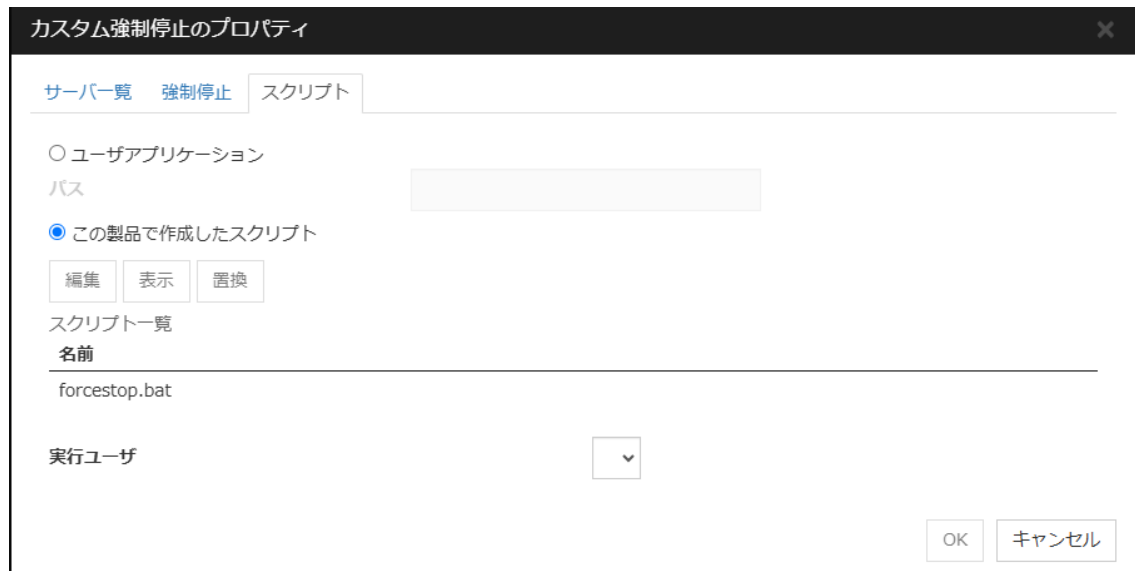 カスタム強制停止のプロパティ
サーバ一覧 強制停止 スクリプト
ユーザアプリケーション
パス
この製品で作成したスクリプト
編集 表示 置換
スクリプト一覧
名前
forcestop.bat
実行ユーザ
OK キャンセル